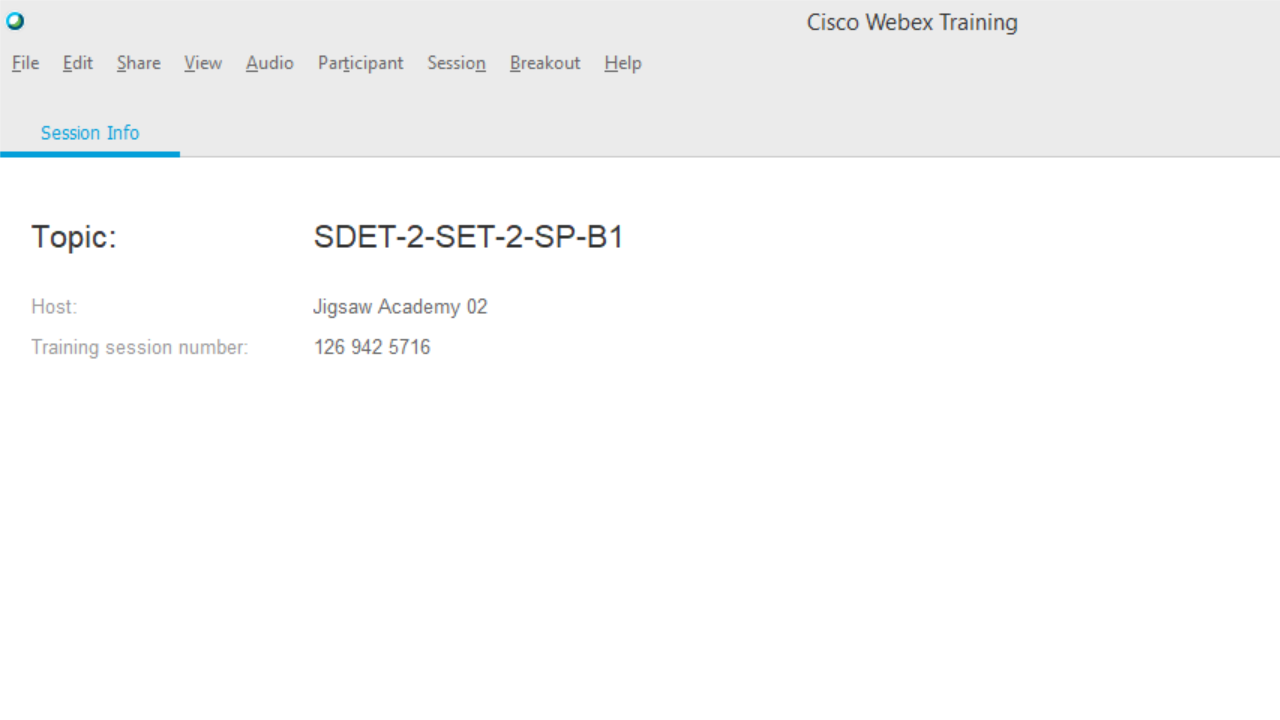 Cisco Webex Training
File Edit Share View Audio Participant Session Breakout Help
Session Info
Topic: SDET-2-SET-2-SP-B1
Host: Jigsaw Academy 02
Training session number: 126 942 5716